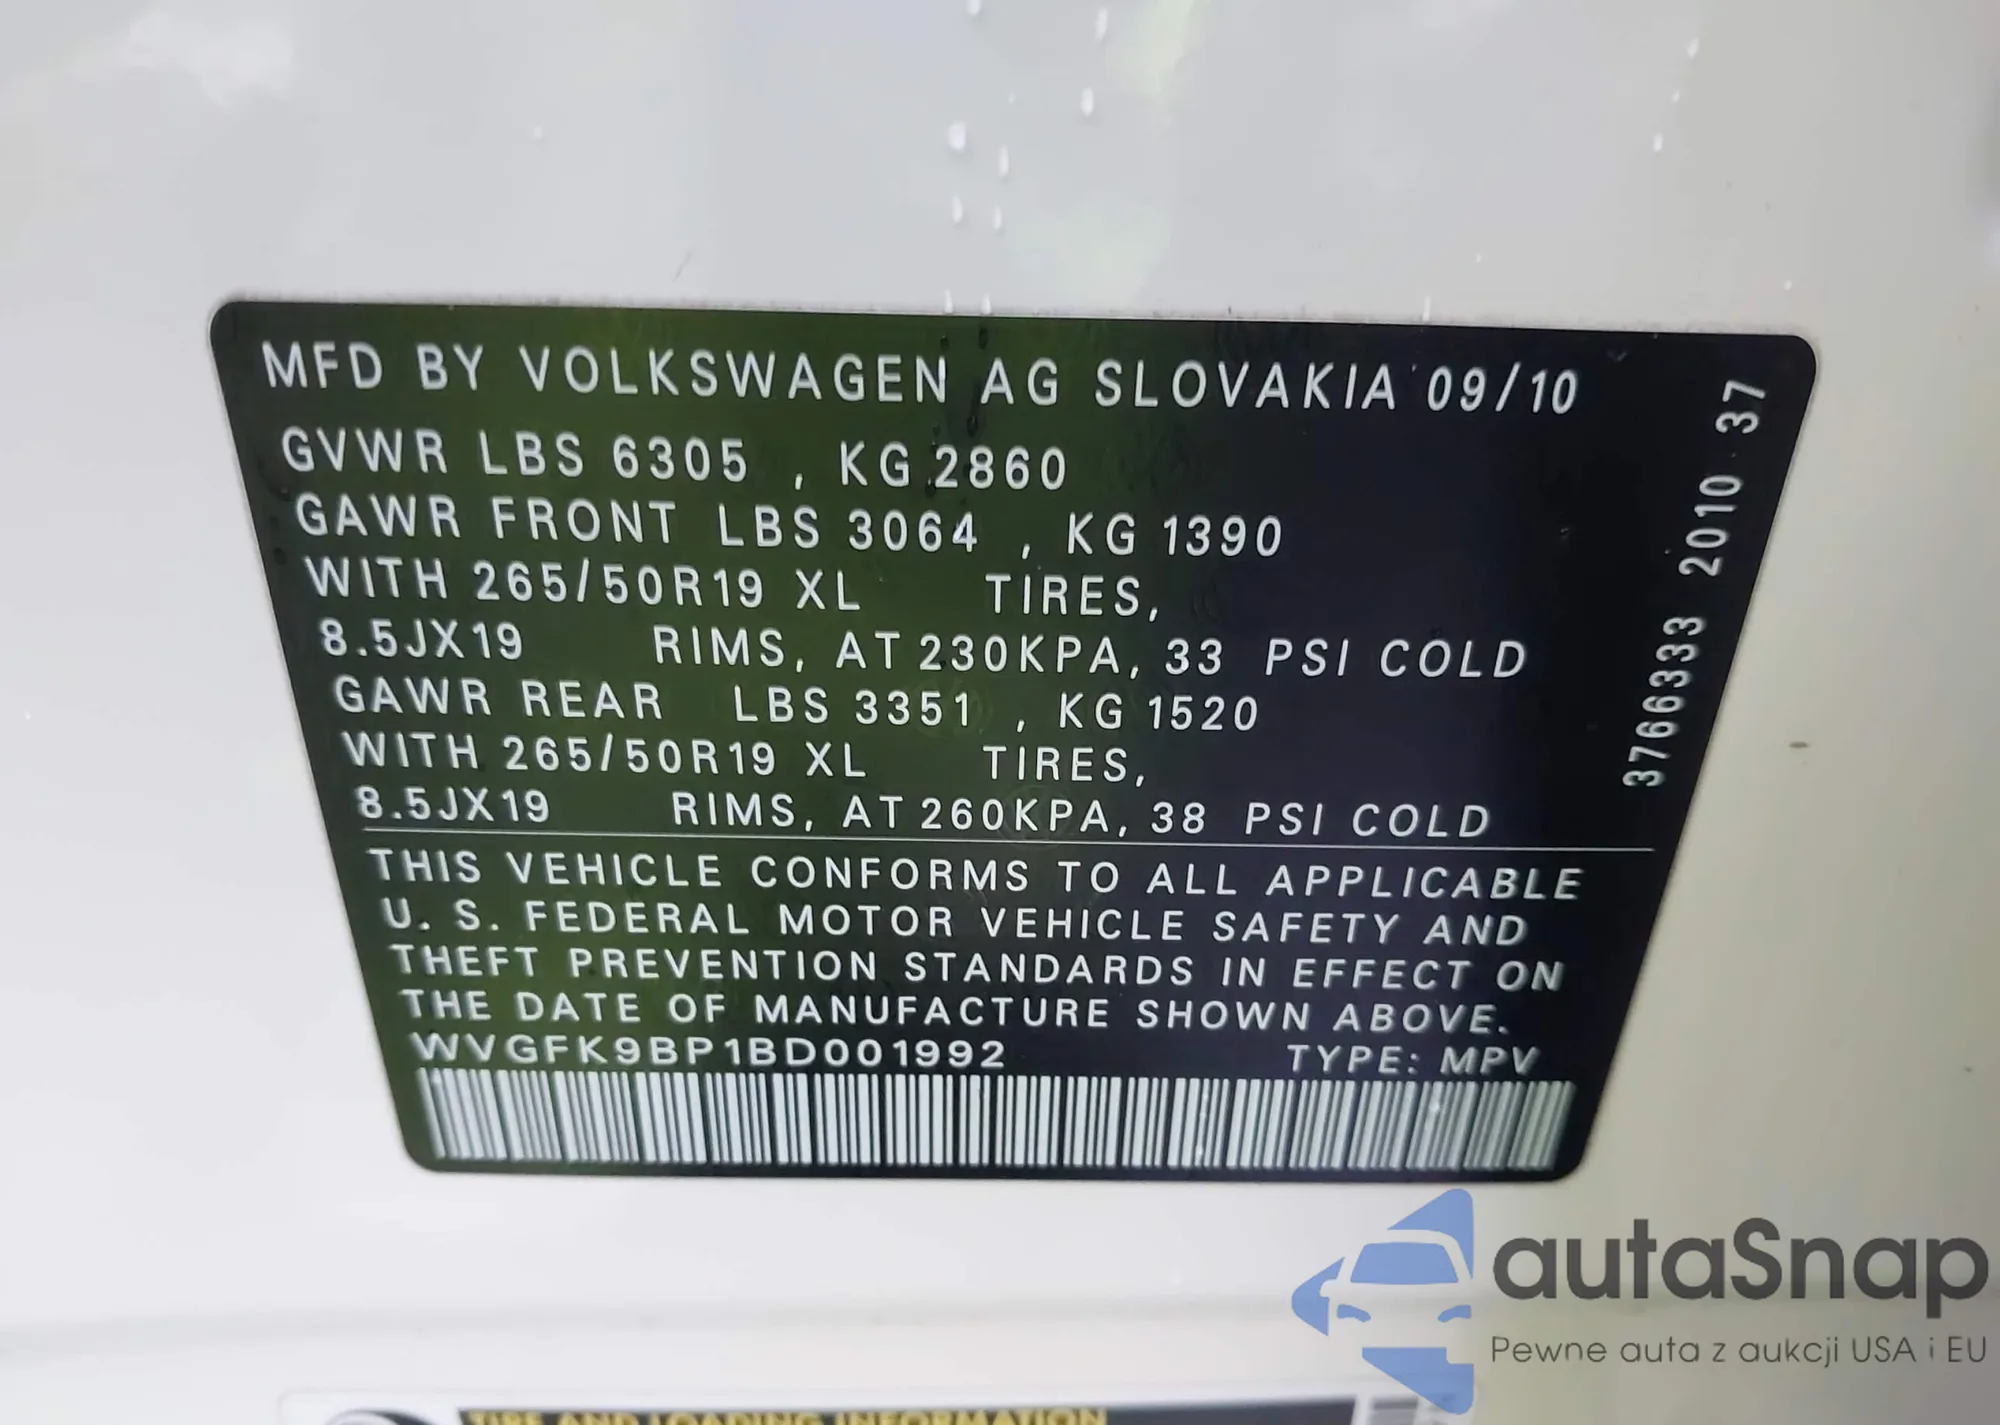 MFD BY VOLKSWAGEN AG SLOVAKIA 09/10
GVWR LBS 6305 , KG 2860
GAWR FRONT LBS 3064 , KG 1390
WITH 265/50R19 XL TIRES,
8.5JX19 RIMS, AT 230KPA, 33 PSI COLD
GAWR REAR LBS 3351 , KG 1520
WITH 265/50R19 XL TIRES,
8.5JX19 RIMS, AT 260KPA, 38 PSI COLD
THIS VEHICLE CONFORMS TO ALL APPLICABLE
U. S. FEDERAL MOTOR VEHICLE SAFETY AND
THEFT PREVENTION STANDARDS IN EFFECT ON
THE DATE OF MANUFACTURE SHOWN ABOVE.
WVGFK9BP1BD001992 TYPE: MPV
3766333 2010 37
autaSnap
Pewne auta z aukcji USA i EU
TIRE AND LOADING INFORMATION